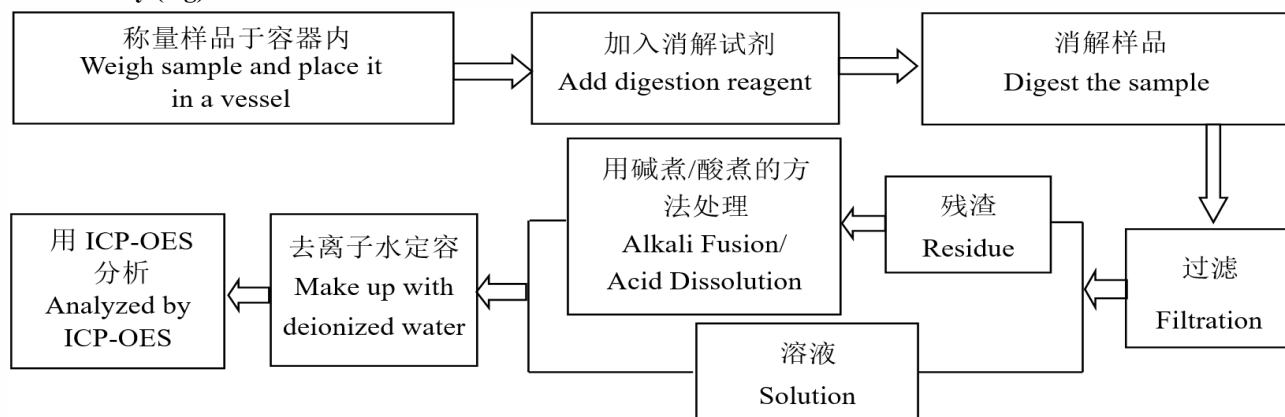 称量样品于容器内
Weigh sample and place it
in a vessel
加入消解试剂
Add digestion reagent
消解样品
Digest the sample
过滤
Filtration
残渣
Residue
用碱煮/酸煮的方
法处理
Alkali Fusion/
Acid Dissolution
溶液
Solution
去离子水定容
Make up with
deionized water
用 ICP-OES
分析
Analyzed by
ICP-OES